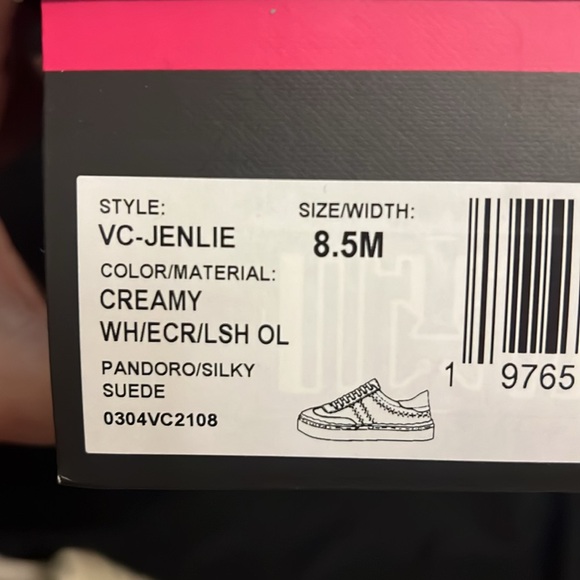 STYLE:
VC-JENLIE
SIZE/WIDTH:
8.5M
COLOR/MATERIAL:
CREAMY
WH/ECR/LSH OL
PANDORO/SILKY
SUEDE
0304VC2108
1 9765